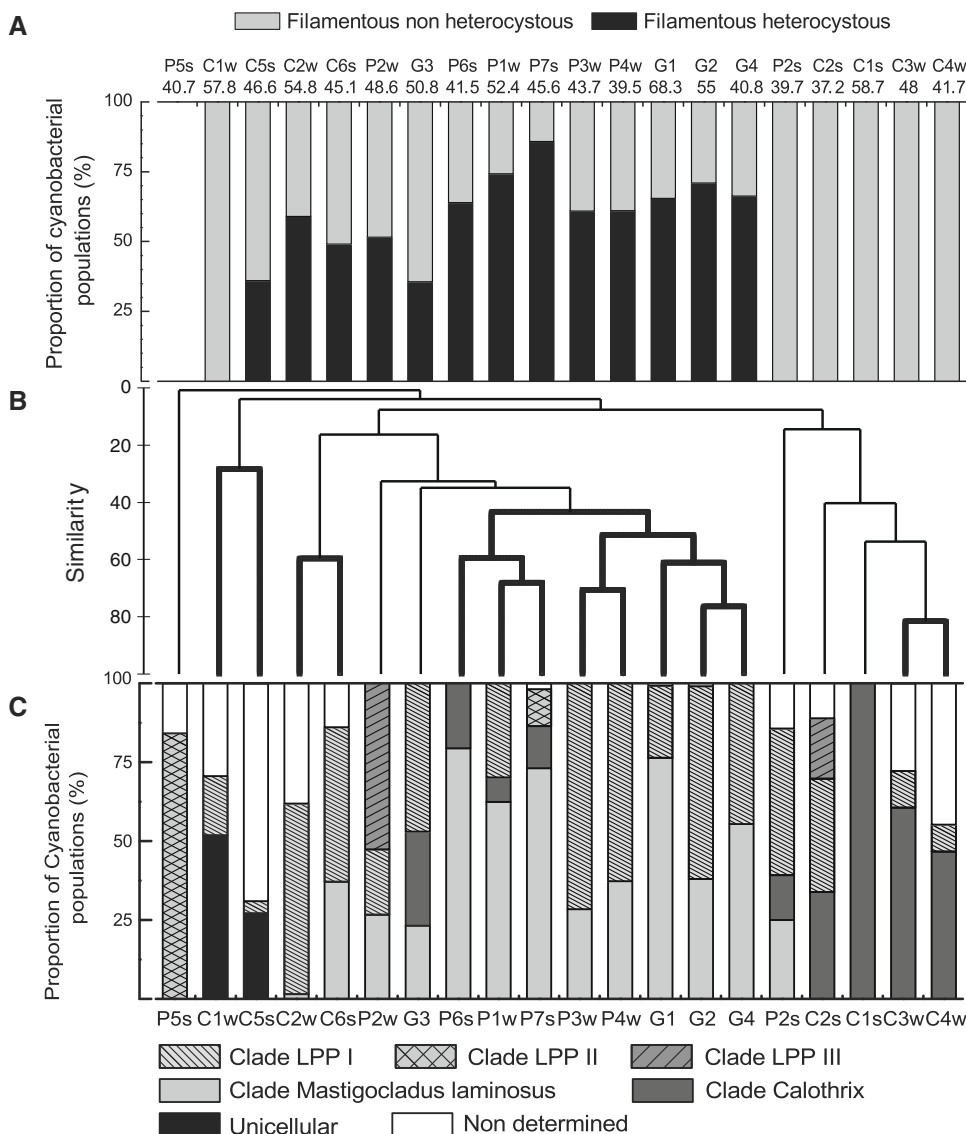 A
Filamentous non heterocystous Filamentous heterocystous
P5s C1w C5s C2w C6s P2w G3 P6s P1w P7s P3w P4w G1 G2 G4 P2s C2s C1s C3w C4w
40.7 57.8 46.6 54.8 45.1 48.6 50.8 41.5 52.4 45.6 43.7 39.5 68.3 55 40.8 39.7 37.2 58.7 48 41.7
Proportion of cyanobacterial
populations (%)
100
75
50
25
0
B
Similarity
20
40
60
80
100
C
Proportion of Cyanobacterial
populations (%)
75
50
25
P5s C1w C5s C2w C6s P2w G3 P6s P1w P7s P3w P4w G1 G2 G4 P2s C2s C1s C3w C4w
Clade LPP I Clade LPP II Clade LPP III
Clade Mastigocladus laminosus Clade Calothrix
Unicellular Non determined